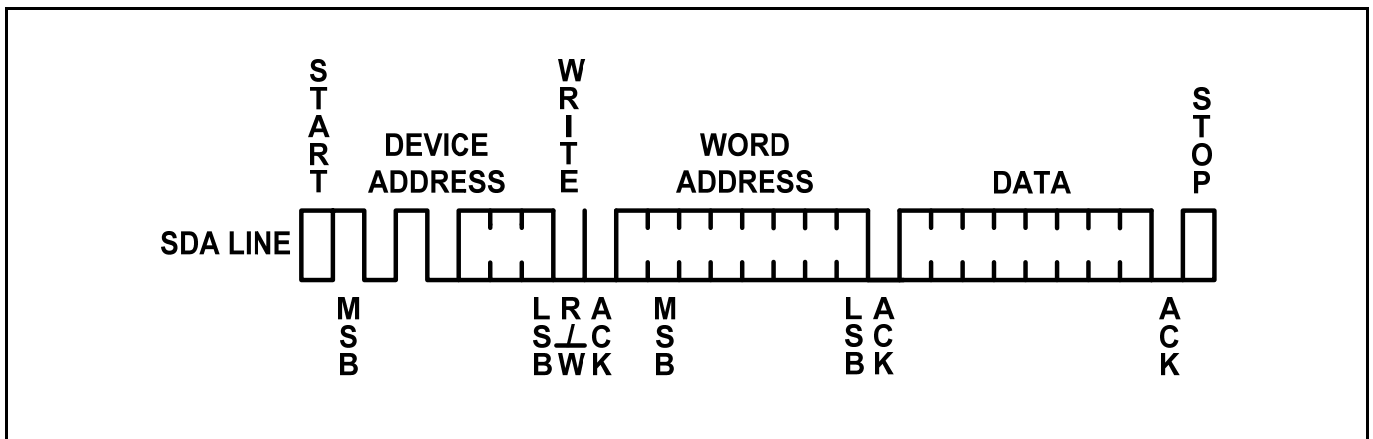 START
WRITE
STOP
DEVICE
ADDRESS
WORD
ADDRESS
DATA
SDA LINE
MSB
LSB
R/W
ACK
MSB
LSB
ACK
ACK